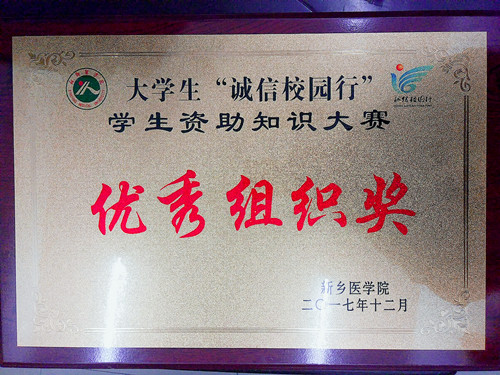 大学生“诚信校园行”
学生资助知识大赛
优秀组织奖
新乡医学院
二〇一七年十二月